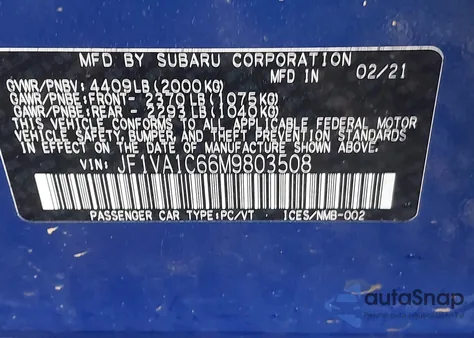 MFD BY SUBARU CORPORATION
MFD IN 02/21
GVWR/PNBV: 4409LB(2000KG)
GAWR/PNBE:FRONT- 2370LB(1075KG)
GAWR/PNBE:REAR - 2293LB(1040KG)
THIS VEHICLE CONFORMS TO ALL APPLICABLE FEDERAL MOTOR
VEHICLE SAFETY, BUMPER AND THEFT PREVENTION STANDARDS
IN EFFECT ON THE DATE OF MANUFACTURE SHOWN ABOVE.
VIN: JF1VA1C66M9803508
PASSENGER CAR TYPE:PC/VT ICES/NMB-002
autoSnap